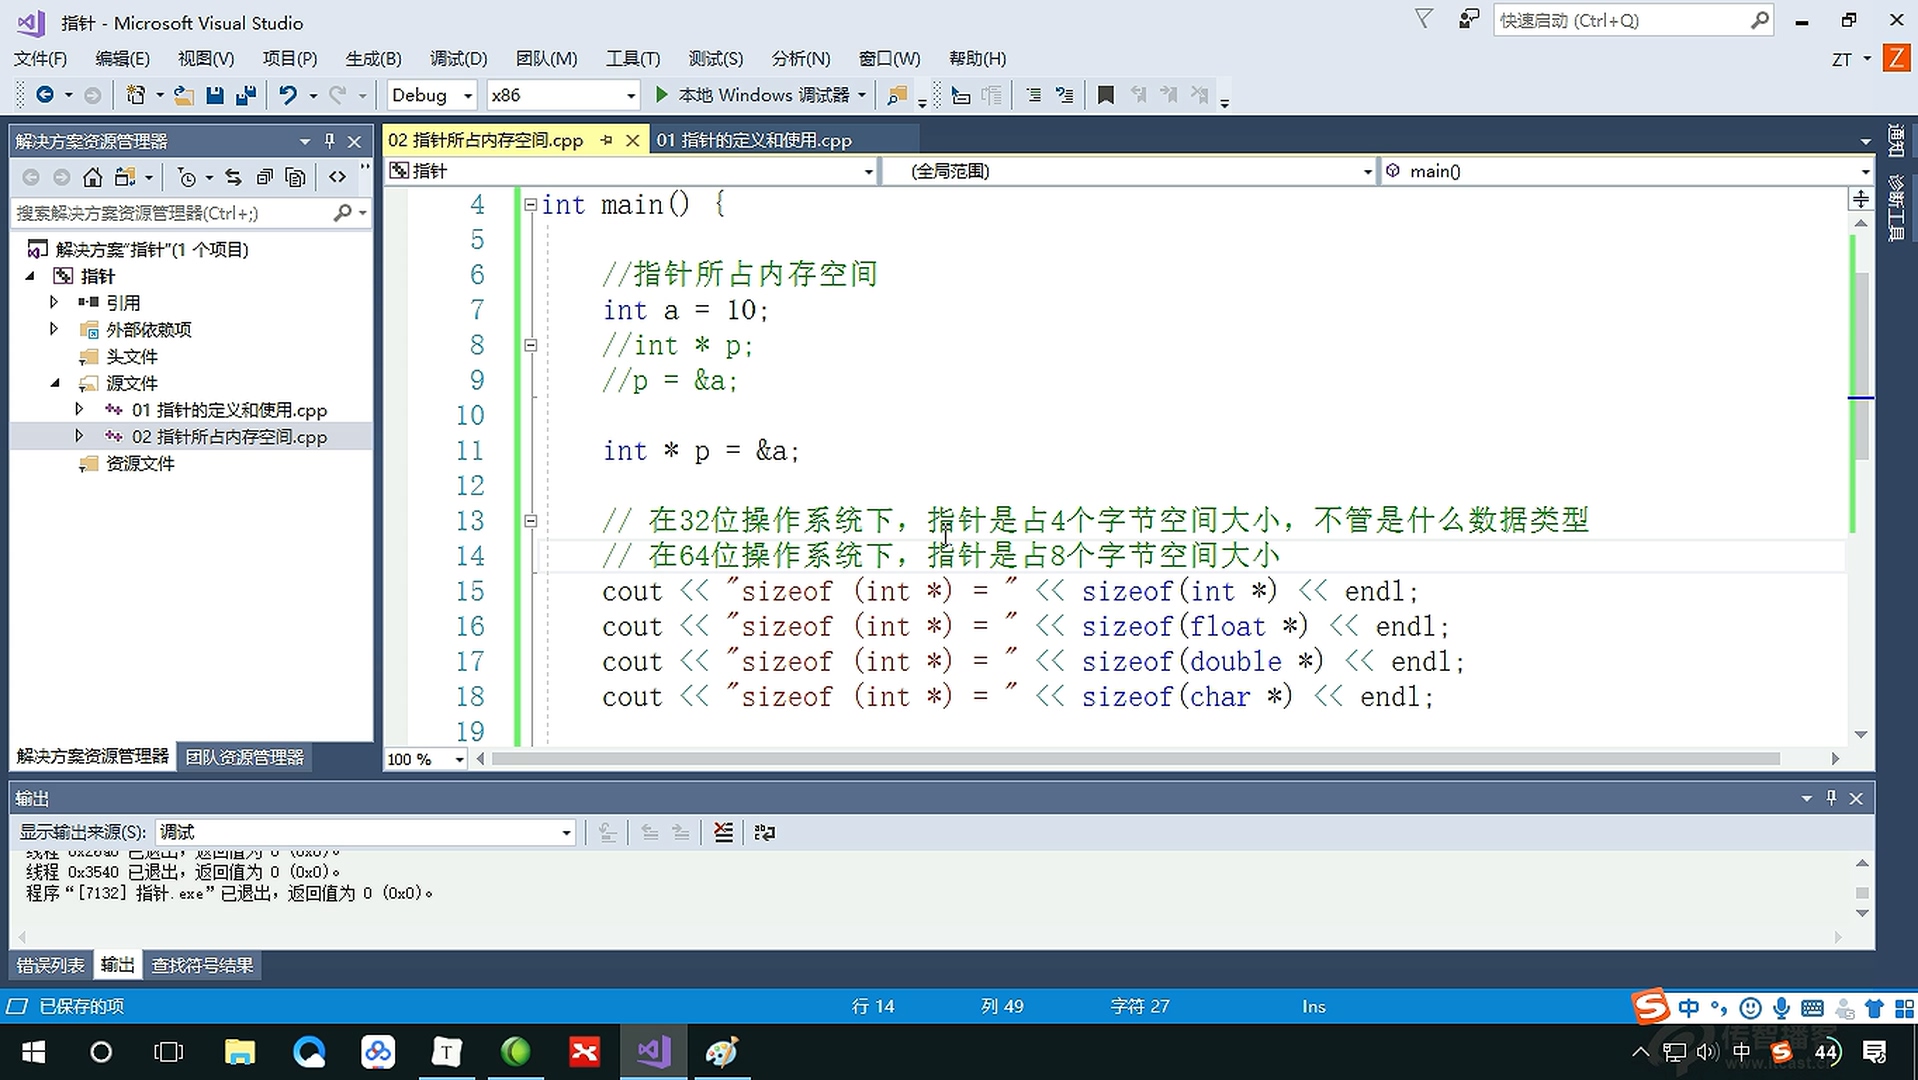 指针 - Microsoft Visual Studio
快速启动 (Ctrl+Q)
文件(F) 编辑(E) 视图(V) 项目(P) 生成(B) 调试(D) 团队(M) 工具(T) 测试(S) 分析(N) 窗口(W) 帮助(H)
ZT Z
Debug x86 本地 Windows 调试器
解决方案资源管理器
02 指针所占内存空间.cpp 01 指针的定义和使用.cpp
通知
诊断工具
指针 (全局范围) main()
搜索解决方案资源管理器(Ctrl+;)
解决方案"指针"(1 个项目)
指针
引用
外部依赖项
头文件
源文件
01 指针的定义和使用.cpp
02 指针所占内存空间.cpp
资源文件
解决方案资源管理器 团队资源管理器
4 int main() {
5
6 //指针所占内存空间
7 int a = 10;
8 //int * p;
9 //p = &a;
10
11 int * p = &a;
12
13 // 在32位操作系统下，指针是占4个字节空间大小，不管是什么数据类型
14 // 在64位操作系统下，指针是占8个字节空间大小
15 cout << "sizeof (int *) = " << sizeof(int *) << endl;
16 cout << "sizeof (int *) = " << sizeof(float *) << endl;
17 cout << "sizeof (int *) = " << sizeof(double *) << endl;
18 cout << "sizeof (int *) = " << sizeof(char *) << endl;
19
100 %
输出
显示输出来源(S): 调试
线程 已退出，返回值为 0 (0x0)。
线程 0x3540 已退出，返回值为 0 (0x0)。
程序“[7132] 指针.exe”已退出，返回值为 0 (0x0)。
错误列表 输出 查找符号结果
已保存的项 行 14 列 49 字符 27 Ins
中
传智播客
中 44